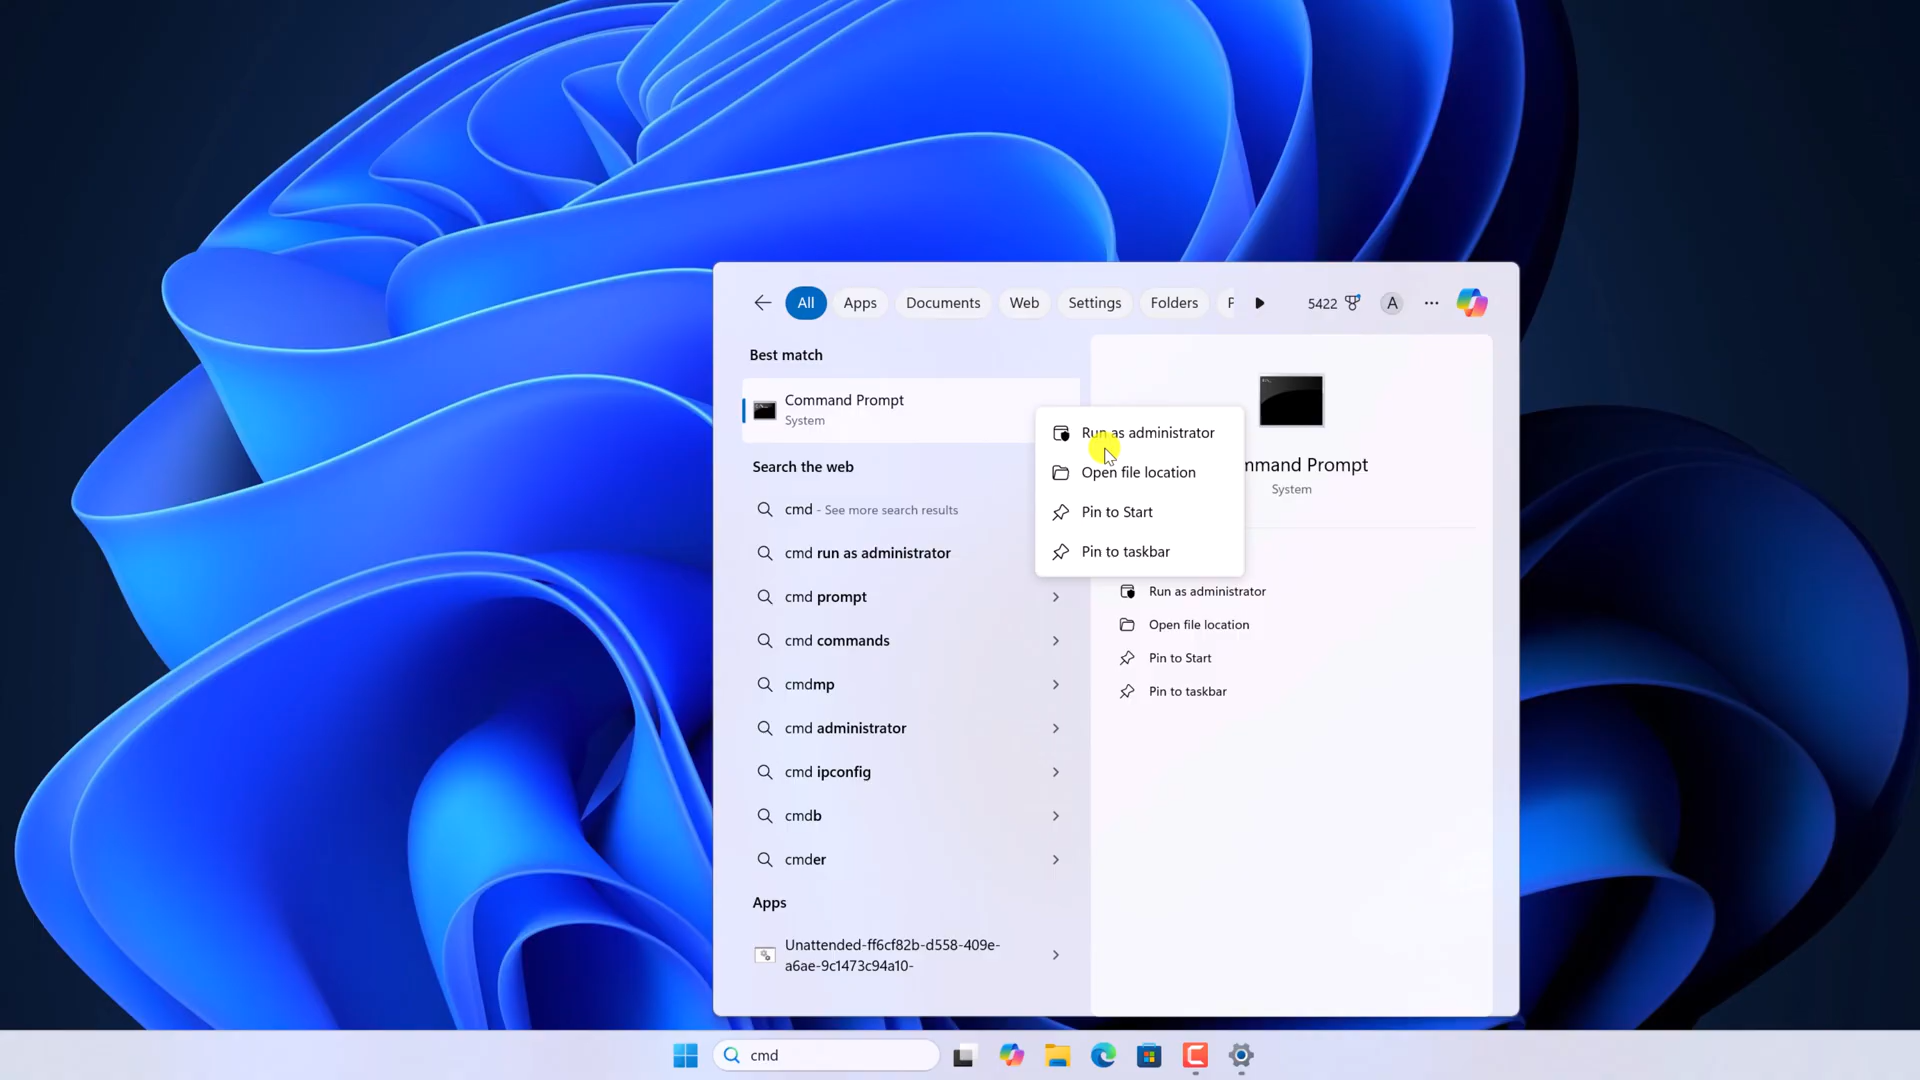 All
Apps
Documents
Web
Settings
Folders
5422
A
Best match
Command Prompt
System
Search the web
cmd - See more search results
cmd run as administrator
cmd prompt
cmd commands
cmdmp
cmd administrator
cmd ipconfig
cmdb
cmder
Apps
Unattended-ff6cf82b-d558-409e-
a6ae-9c1473c94a10-
Run as administrator
Open file location
Pin to Start
Pin to taskbar
mmand Prompt
System
Run as administrator
Open file location
Pin to Start
Pin to taskbar
cmd